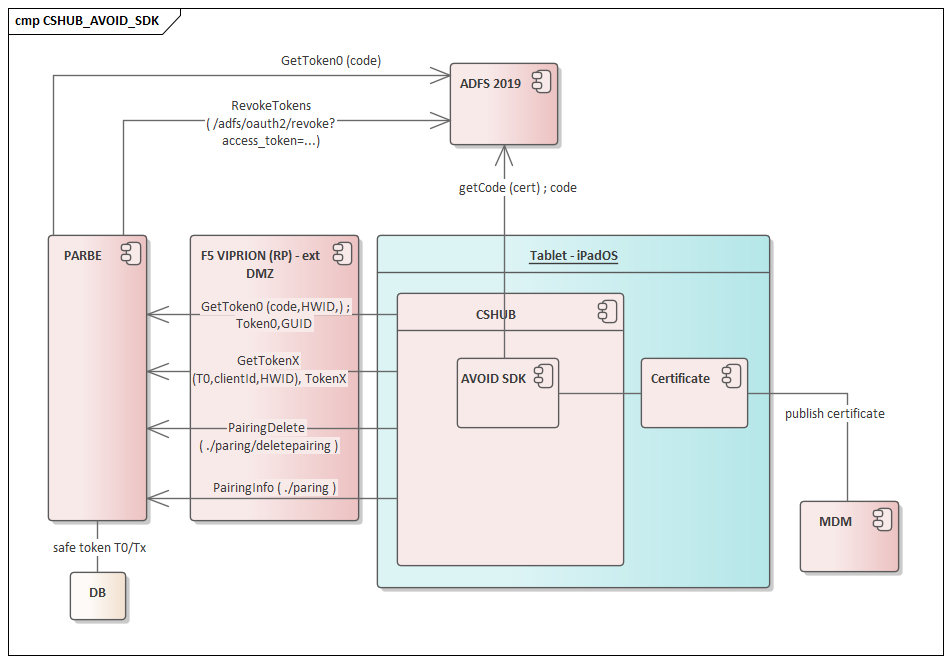 cmp CSHUB_AVOID_SDK
GetToken0 (code)
ADFS 2019
RevokeTokens
( /adfs/oauth2/revoke?
access_token=...)
getCode (cert) ; code
PARBE
F5 VIPRION (RP) - ext
DMZ
Tablet - iPadOS
GetToken0 (code,HWID,) ;
Token0,GUID
CSHUB
GetTokenX
(T0,clientId,HWID), TokenX
AVOID SDK
Certificate
publish certificate
PairingDelete
( ./paring/deletepairing )
PairingInfo ( ./paring )
MDM
safe token T0/Tx
DB